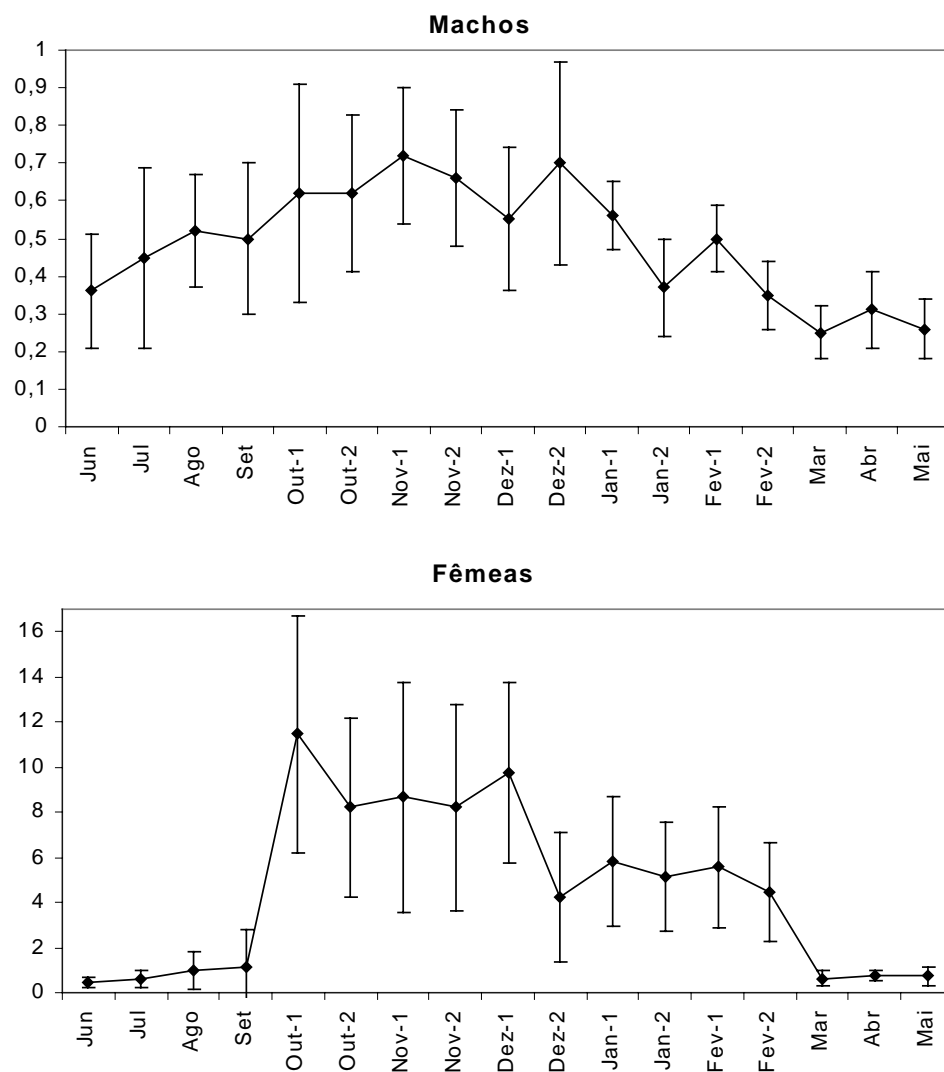 Machos
1
0,9
0,8
0,7
0,6
0,5
0,4
0,3
0,2
0,1
0
Jun
Jul
Ago
Set
Out-1
Out-2
Nov-1
Nov-2
Dez-1
Dez-2
Jan-1
Jan-2
Fev-1
Fev-2
Mar
Abr
Mai
Fêmeas
16
14
12
10
8
6
4
2
0
Jun
Jul
Ago
Set
Out-1
Out-2
Nov-1
Nov-2
Dez-1
Dez-2
Jan-1
Jan-2
Fev-1
Fev-2
Mar
Abr
Mai